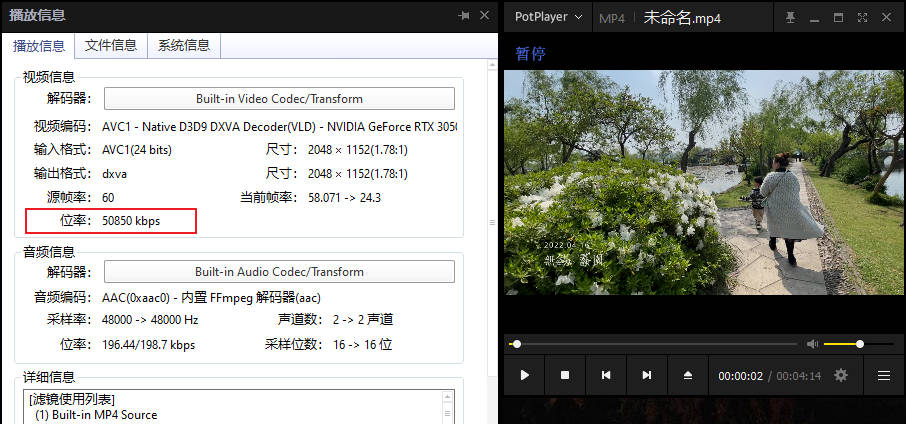 播放信息
播放信息 文件信息 系统信息
视频信息
解码器： Built-in Video Codec/Transform
视频编码： AVC1 - Native D3D9 DXVA Decoder(VLD) - NVIDIA GeForce RTX 3050
输入格式： AVC1(24 bits) 尺寸： 2048 × 1152(1.78:1)
输出格式： dxva 尺寸： 2048 × 1152(1.78:1)
源帧率： 60 当前帧率： 58.071 -> 24.3
位率： 50850 kbps
音频信息
解码器： Built-in Audio Codec/Transform
音频编码： AAC(0xaac0) - 内置 FFmpeg 解码器(aac)
采样率： 48000 -> 48000 Hz 声道数： 2 -> 2 声道
位率： 196.44/198.7 kbps 采样位数： 16 -> 16 位
详细信息
[滤镜使用列表]
(1) Built-in MP4 Source
PotPlayer MP4 未命名.mp4
暂停
2022.04.16
00:00:02 / 00:04:14